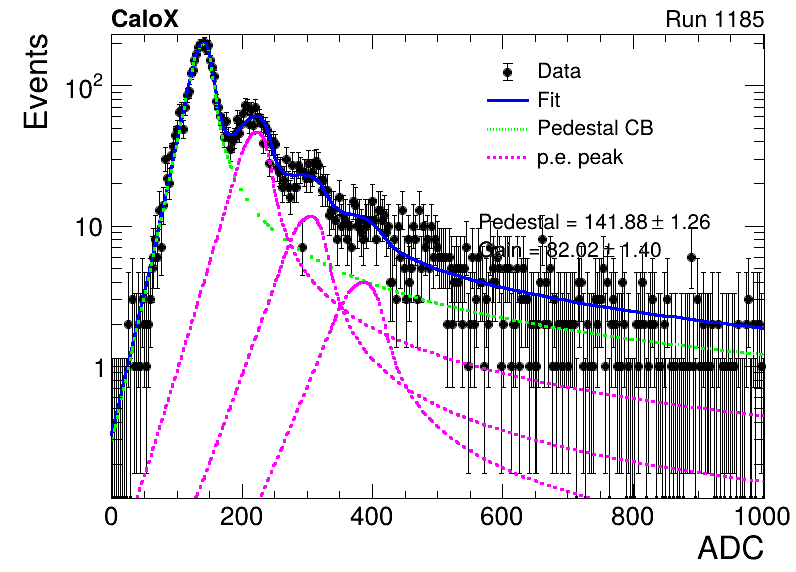 CaloX Run 1185
Events
Data
Fit
Pedestal CB
p.e. peak
Pedestal = 141.88 ± 1.26
Gain = 82.02 ± 1.40
10²
10
1
0 200 400 600 800 1000
ADC